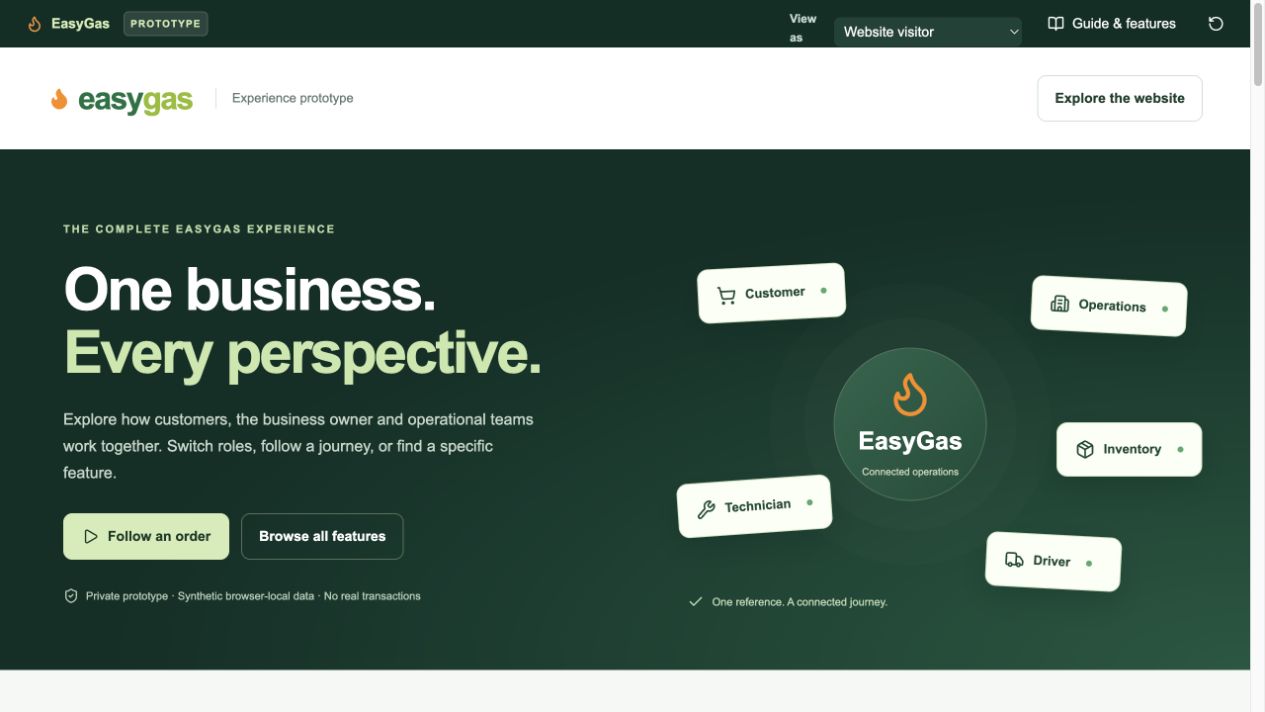 EasyGas PROTOTYPE
View as
Website visitor
Guide & features
easygas
Experience prototype
Explore the website
THE COMPLETE EASYGAS EXPERIENCE
One business.
Every perspective.
Explore how customers, the business owner and operational teams
work together. Switch roles, follow a journey, or find a specific
feature.
Follow an order
Browse all features
Private prototype · Synthetic browser-local data · No real transactions
Customer
Operations
EasyGas
Connected operations
Inventory
Technician
Driver
One reference. A connected journey.